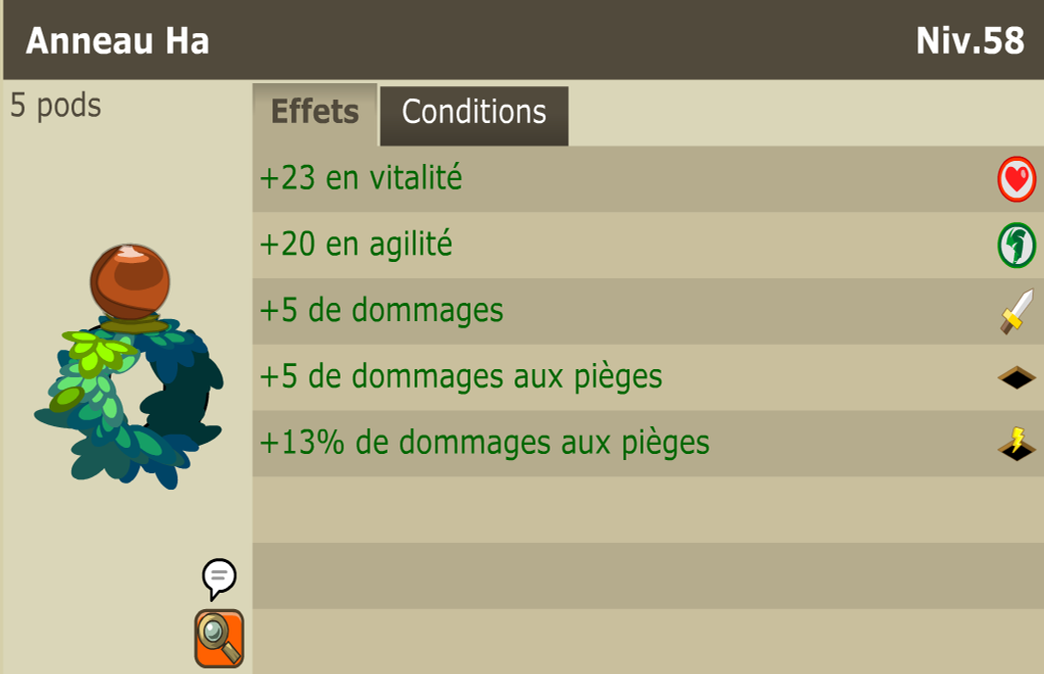 Anneau Ha
Niv.58
5 pods
Effets
Conditions
+23 en vitalité
+20 en agilité
+5 de dommages
+5 de dommages aux pièges
+13% de dommages aux pièges